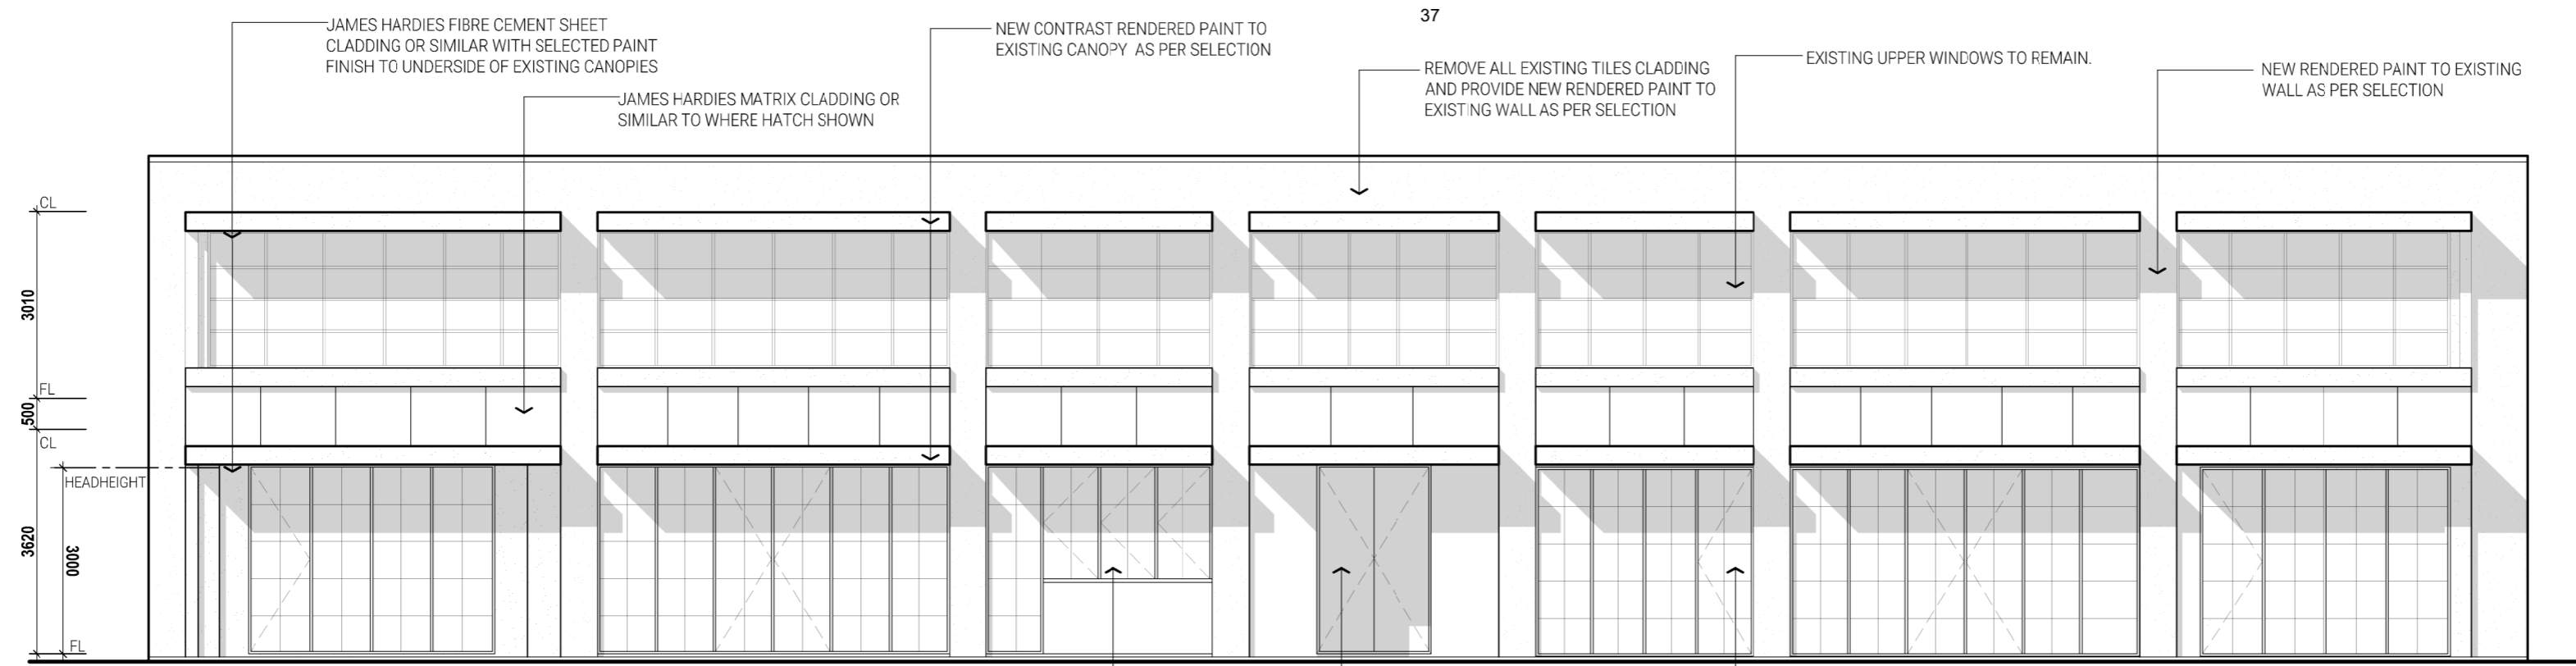 37
JAMES HARDIES FIBRE CEMENT SHEET
CLADDING OR SIMILAR WITH SELECTED PAINT
FINISH TO UNDERSIDE OF EXISTING CANOPIES
JAMES HARDIES MATRIX CLADDING OR
SIMILAR TO WHERE HATCH SHOWN
NEW CONTRAST RENDERED PAINT TO
EXISTING CANOPY AS PER SELECTION
REMOVE ALL EXISTING TILES CLADDING
AND PROVIDE NEW RENDERED PAINT TO
EXISTING WALL AS PER SELECTION
EXISTING UPPER WINDOWS TO REMAIN.
NEW RENDERED PAINT TO EXISTING
WALL AS PER SELECTION
CL
3010
FL
500
CL
HEADHEIGHT
3620
3000
FL